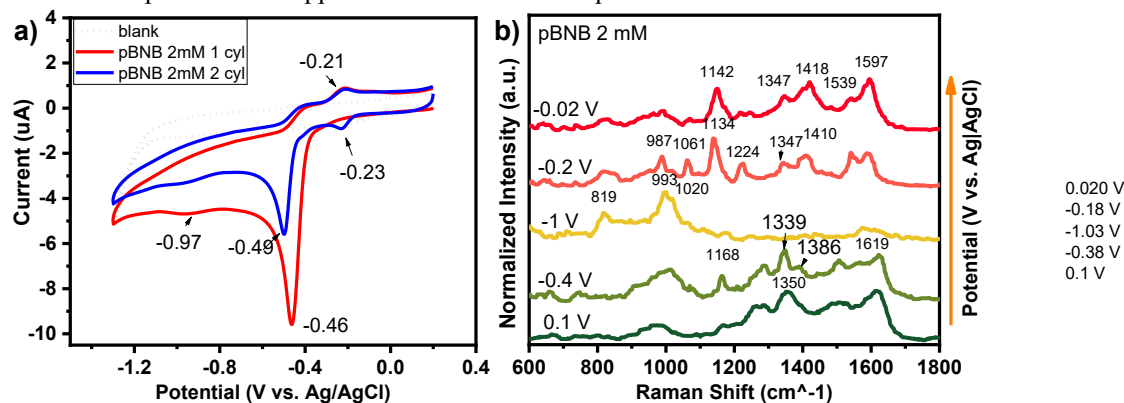 a)
blank
pBNB 2mM 1 cyl
pBNB 2mM 2 cyl
-0.21
-0.23
-0.97
-0.49
-0.46
4
2
0
-2
-4
-6
-8
-10
Current (uA)
-1.2
-0.8
-0.4
0.0
0.4
Potential (V vs. Ag/AgCl)
b)
pBNB 2 mM
Normalized Intensity (a.u.)
-0.02 V
1142
1347
1418
1539
1597
-0.2 V
987
1061
1134
1224
1347
1410
-1 V
819
993
1020
-0.4 V
1168
1339
1386
1619
0.1 V
1350
600
800
1000
1200
1400
1600
1800
Raman Shift (cm^-1)
Potential (V vs. Ag|AgCl)
0.020 V
-0.18 V
-1.03 V
-0.38 V
0.1 V